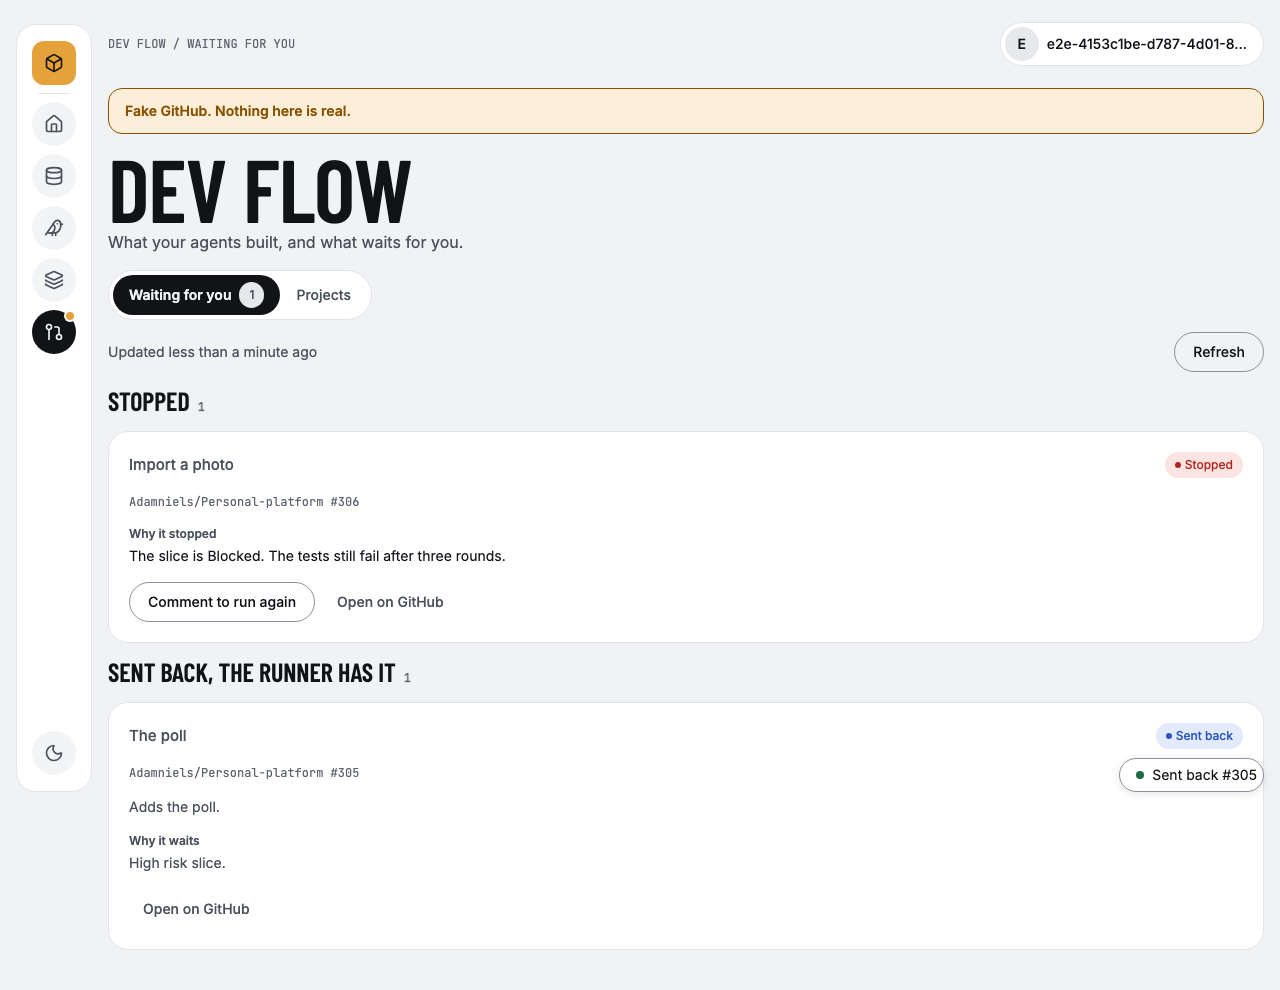 DEV FLOW / WAITING FOR YOU
E e2e-4153c1be-d787-4d01-8...
Fake GitHub. Nothing here is real.
DEV FLOW
What your agents built, and what waits for you.
Waiting for you 1 Projects
Updated less than a minute ago Refresh
STOPPED 1
Import a photo Stopped
Adamniels/Personal-platform #306
Why it stopped
The slice is Blocked. The tests still fail after three rounds.
Comment to run again Open on GitHub
SENT BACK, THE RUNNER HAS IT 1
The poll Sent back
Adamniels/Personal-platform #305
Sent back #305
Adds the poll.
Why it waits
High risk slice.
Open on GitHub